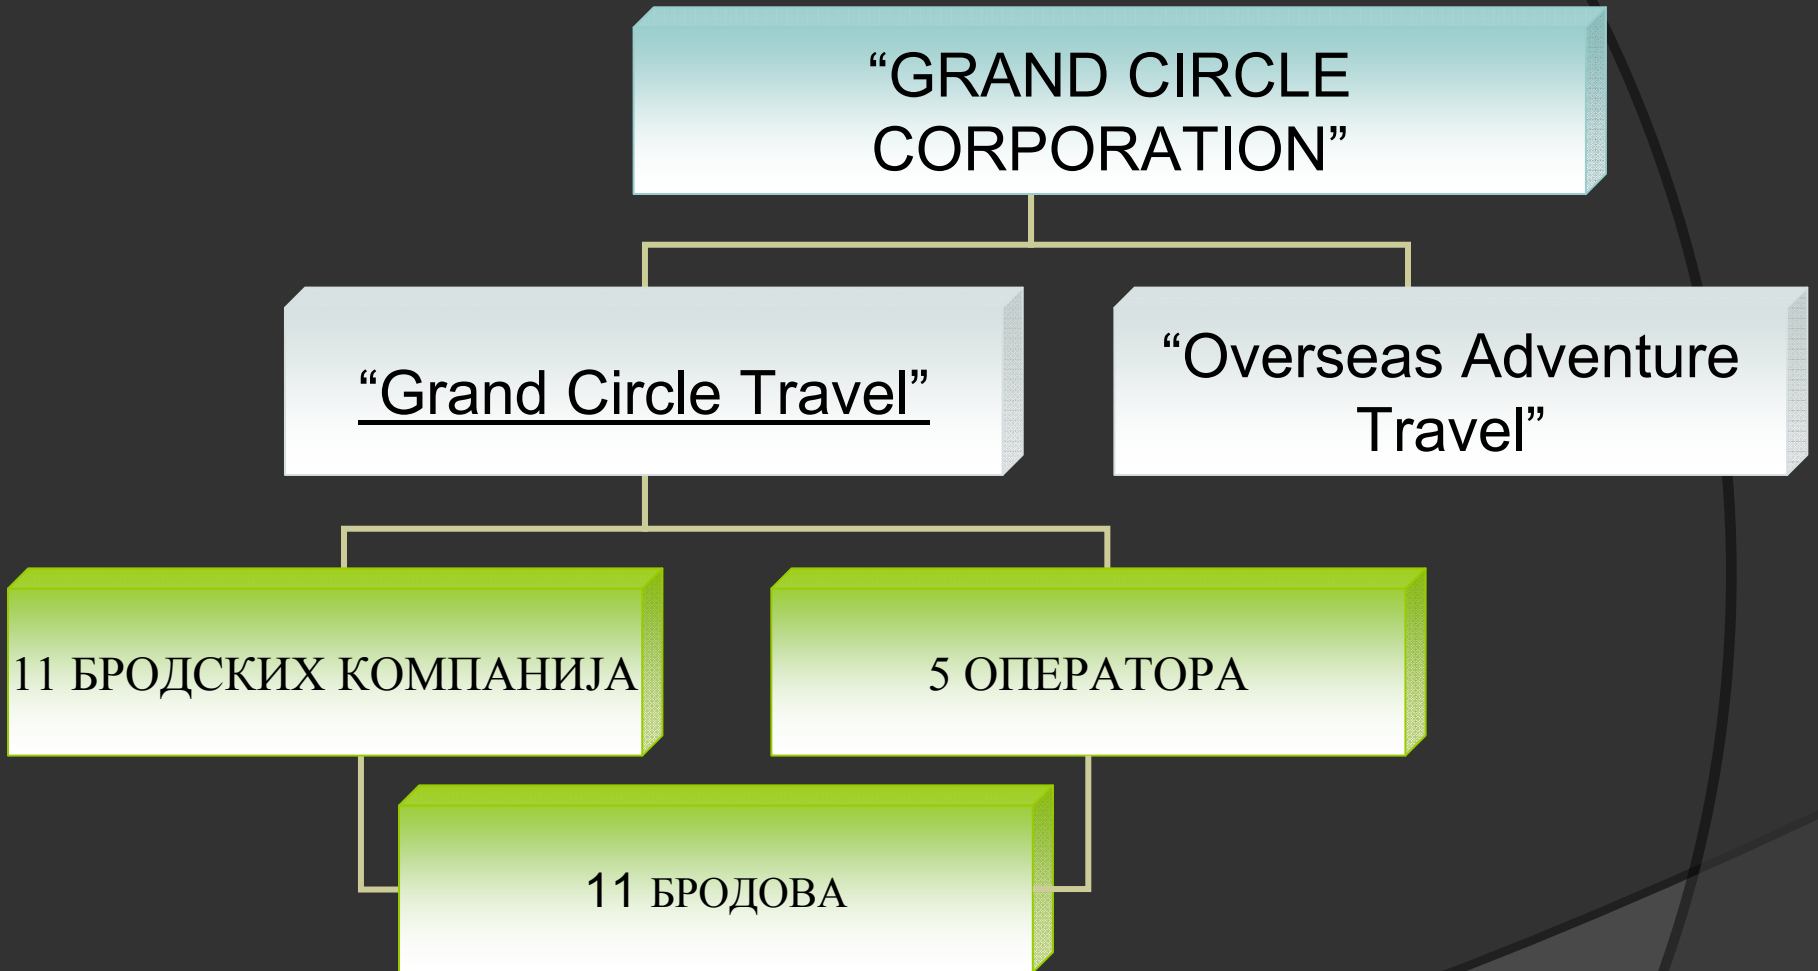 “GRAND CIRCLE
CORPORATION”
“Grand Circle Travel”
“Overseas Adventure
Travel”
11 БРОДСКИХ КОМПАНИЈА
5 ОПЕРАТОРА
11 БРОДОВА